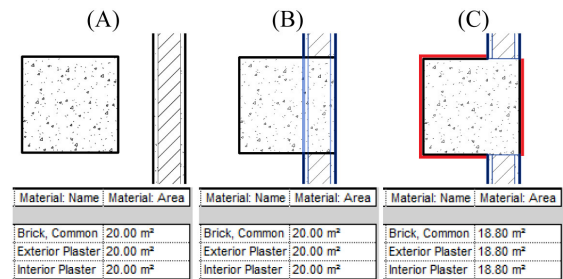 (A) (B) (C)
Material: Name Material: Area Material: Name Material: Area Material: Name Material: Area
Brick, Common 20.00 m² Brick, Common 20.00 m² Brick, Common 18.80 m²
Exterior Plaster 20.00 m² Exterior Plaster 20.00 m² Exterior Plaster 18.80 m²
Interior Plaster 20.00 m² Interior Plaster 20.00 m² Interior Plaster 18.80 m²